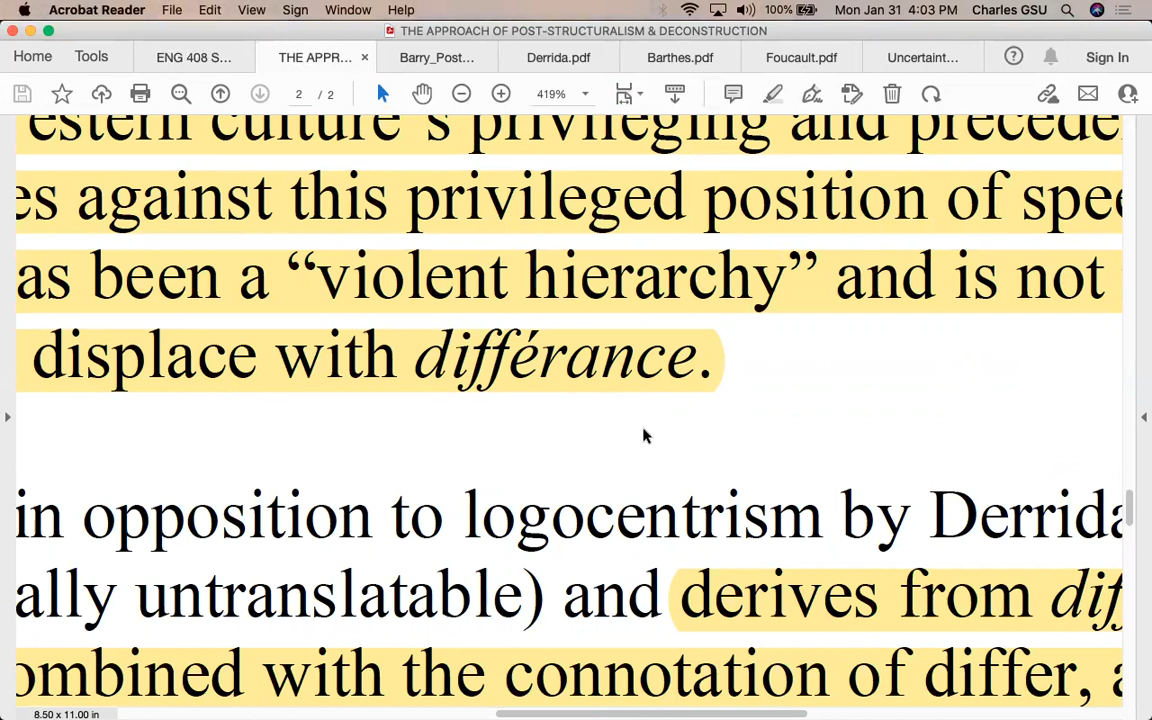 Acrobat Reader File Edit View Sign Window Help 100% Mon Jan 31 4:03 PM Charles GSU
THE APPROACH OF POST-STRUCTURALISM & DECONSTRUCTION
Home Tools ENG 408 S... THE APPR... × Barry_Post... Derrida.pdf Barthes.pdf Foucault.pdf Uncertaint... Sign In
2 / 2 419%
estern culture's privileging and precede
es against this privileged position of spee
as been a “violent hierarchy” and is not
displace with différance.
in opposition to logocentrism by Derrida
ally untranslatable) and derives from diff
ombined with the connotation of differ, a
8.50 x 11.00 in